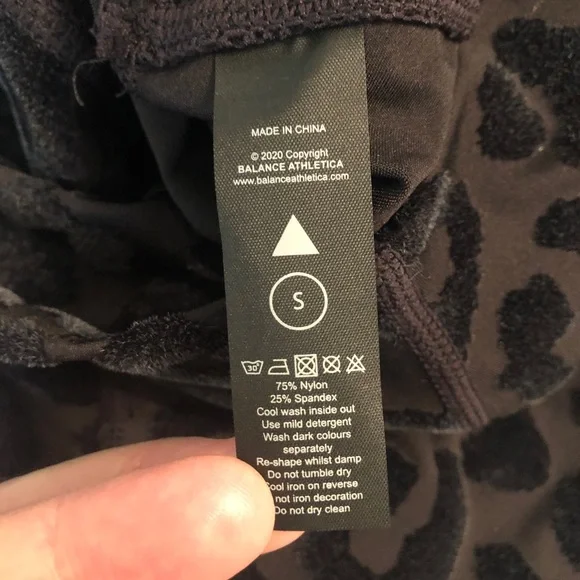 MADE IN CHINA
© 2020 Copyright
BALANCE ATHLETICA
www.balanceathletica.com
S
30°
75% Nylon
25% Spandex
Cool wash inside out
Use mild detergent
Wash dark colours
separately
Re-shape whilst damp
Do not tumble dry
ool iron on reverse
not iron decoration
Do not dry clean